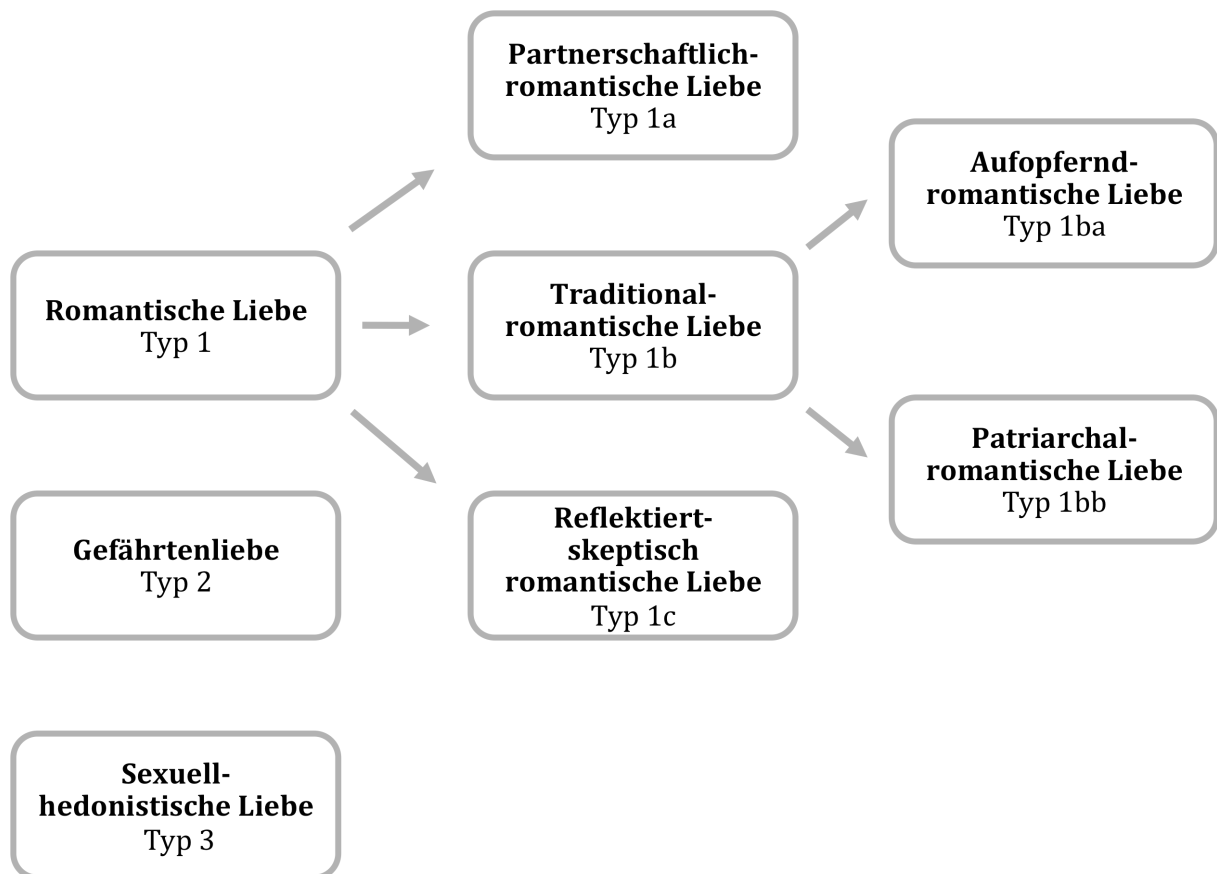 Partnerschaftlich-
romantische Liebe
Typ 1a
Aufopfernd-
romantische Liebe
Typ 1ba
Romantische Liebe
Typ 1
Traditional-
romantische Liebe
Typ 1b
Patriarchal-
romantische Liebe
Typ 1bb
Gefährtenliebe
Typ 2
Reflektiert-
skeptisch
romantische Liebe
Typ 1c
Sexuell-
hedonistische Liebe
Typ 3